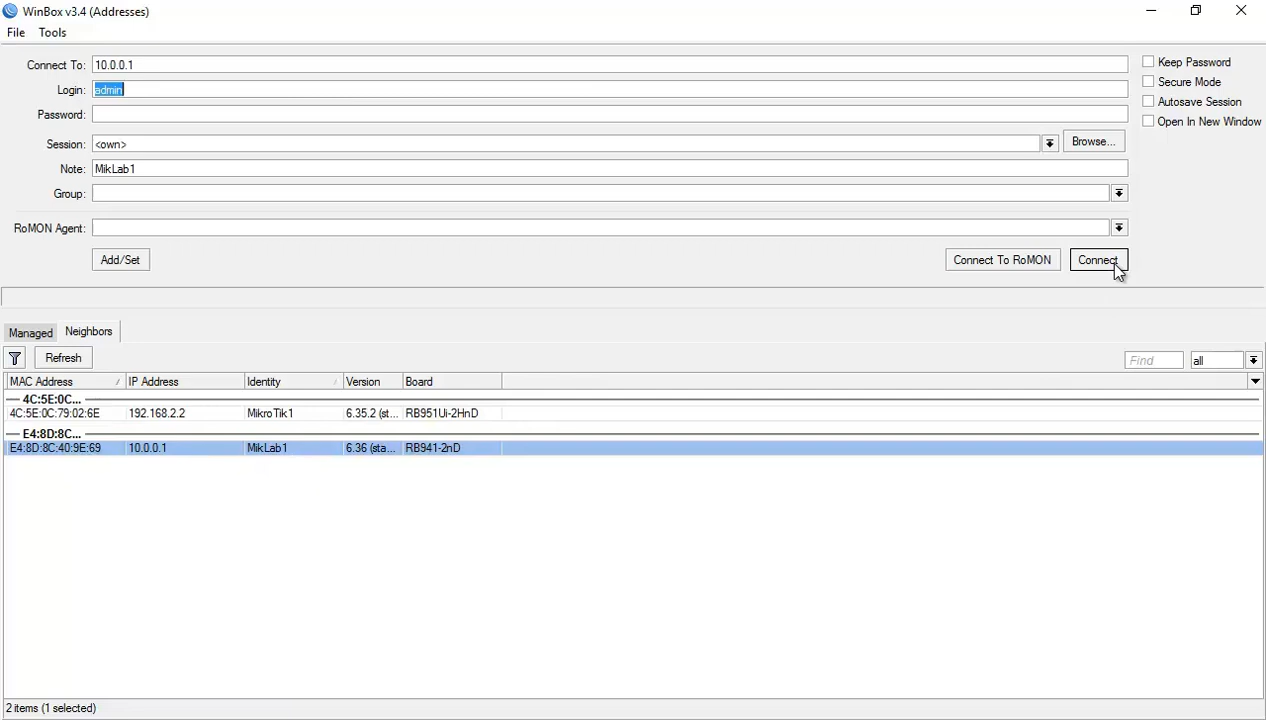 WinBox v3.4 (Addresses)
File Tools
Connect To: 10.0.0.1
Keep Password
Login: admin
Secure Mode
Password:
Autosave Session
Open In New Window
Session: <own> Browse...
Note: MikLab1
Group:
RoMON Agent:
Add/Set Connect To RoMON Connect
Managed Neighbors
Refresh Find all
MAC Address / IP Address Identity / Version Board
4C:5E:0C...
4C:5E:0C:79:02:6E 192.168.2.2 MikroTik1 6.35.2 (st... RB951Ui-2HnD
E4:8D:8C...
E4:8D:8C:40:9E:69 10.0.0.1 MikLab1 6.36 (sta... RB941-2nD
2 items (1 selected)